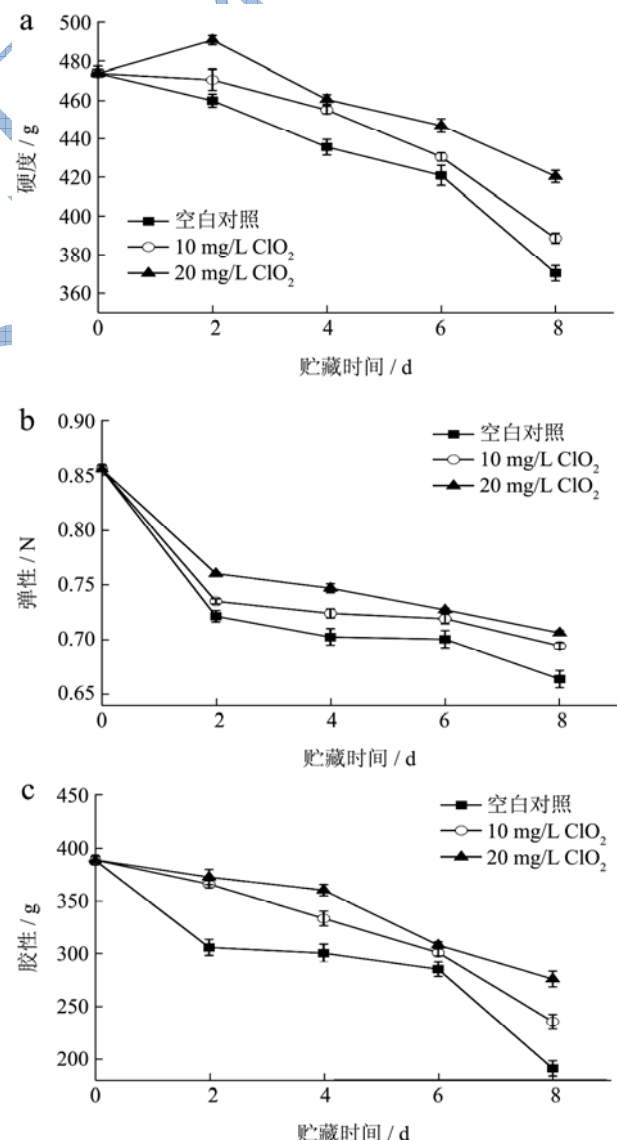 a
500
480
460
440
420
400
380
360
硬度 / g
空白对照
10 mg/L ClO₂
20 mg/L ClO₂
0 2 4 6 8
贮藏时间 / d
b
0.90
0.85
0.80
0.75
0.70
0.65
弹性 / N
空白对照
10 mg/L ClO₂
20 mg/L ClO₂
0 2 4 6 8
贮藏时间 / d
c
450
400
350
300
250
200
胶性 / g
空白对照
10 mg/L ClO₂
20 mg/L ClO₂
0 2 4 6 8
贮藏时间 / d